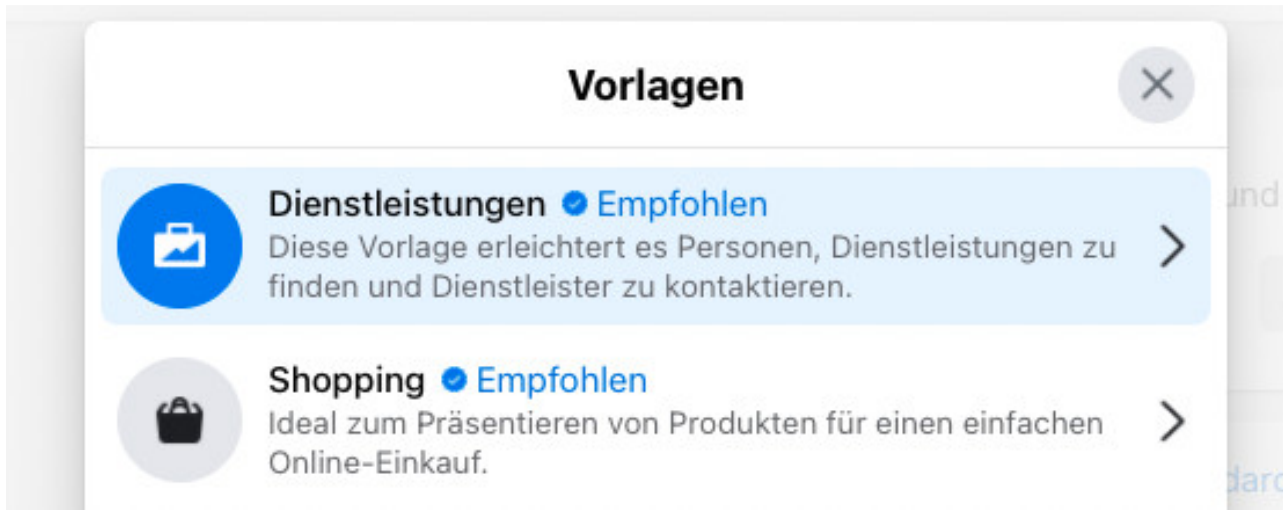 Vorlagen
Dienstleistungen Empfohlen
Diese Vorlage erleichtert es Personen, Dienstleistungen zu
finden und Dienstleister zu kontaktieren.
Shopping Empfohlen
Ideal zum Präsentieren von Produkten für einen einfachen
Online-Einkauf.